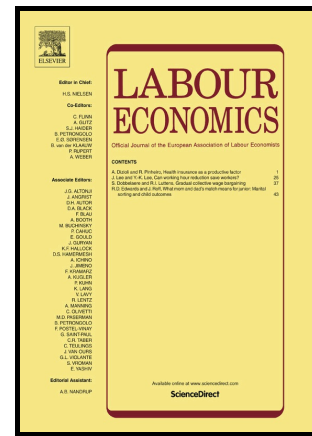 ELSEVIER
Editor in Chief:
H.S. NIELSEN
Co-Editors:
C. FLINN
A. GUTZ
S.J. HAIDER
B. PETRONGOLO
E.Ø. SØRENSEN
B. van der KLAAUW
P. RUPERT
A. WEBER
Associate Editors:
J.G. ALTONJI
J. ANGRIST
D.H. AUTOR
D.A. BLACK
F. BLAU
A. BOOTH
M. BUCHINSKY
P. CAHUC
E. GOULD
J. GURYAN
K.F. HALLOCK
D.S. HAMERMESH
A. ICHINO
J. JIMENO
F. KRAMARZ
A. KUGLER
P. KUHN
K. LANG
V. LAVY
R. LENTZ
A. MANNING
C. OLIVETTI
M.D. PASERMAN
B. PETRONGOLO
F. POSTEL-VINAY
G. SAINT-PAUL
C.R. TABER
C. TEULINGS
J. VAN OURS
G.L. VIOLANTE
S. VROMAN
E. YASHIV
Editorial Assistant:
A.B. NANDRUP
LABOUR
ECONOMICS
Official Journal of the European Association of Labour Economists
CONTENTS
A. Dizioli and R. Pinheiro, Health insurance as a productive factor 1
J. Lee and Y.-K. Lee, Can working hour reduction save workers? 25
S. Dobbelaere and R.I. Luttens, Gradual collective wage bargaining 37
R.D. Edwards and J. Roff, What mom and dad's match means for junior: Marital
sorting and child outcomes 43
Available online at www.sciencedirect.com
ScienceDirect